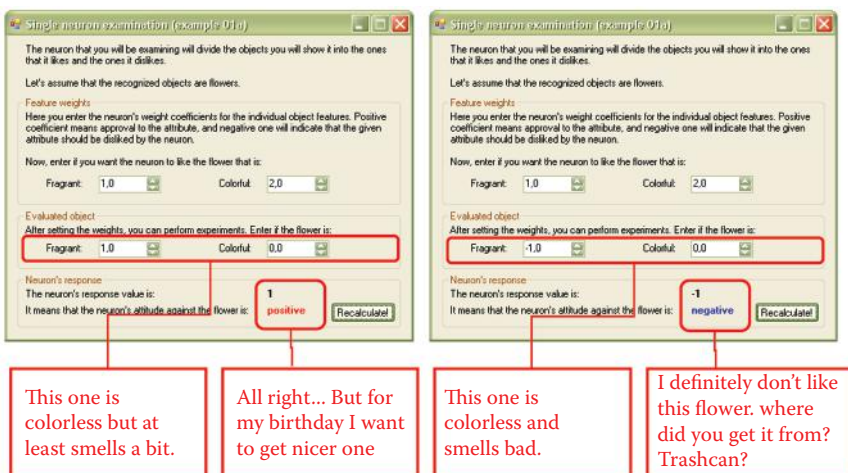 Single neuron examination (example 01a)
The neuron that you will be examining will divide the objects you will show it into the ones
that it likes and the ones it dislikes.
Let's assume that the recognized objects are flowers.
Feature weights
Here you enter the neuron's weight coefficients for the individual object features. Positive
coefficient means approval to the attribute, and negative one will indicate that the given
attribute should be disliked by the neuron.
Now, enter if you want the neuron to like the flower that is:
Fragrant: 1,0 Colorful: 2,0
Evaluated object
After setting the weights, you can perform experiments. Enter if the flower is:
Fragrant: 1,0 Colorful: 0,0
Neuron's response
The neuron's response value is: 1
It means that the neuron's attitude against the flower is: positive Recalculate!
This one is
colorless but at
least smells a bit.
All right... But for
my birthday I want
to get nicer one
Single neuron examination (example 01a)
The neuron that you will be examining will divide the objects you will show it into the ones
that it likes and the ones it dislikes.
Let's assume that the recognized objects are flowers.
Feature weights
Here you enter the neuron's weight coefficients for the individual object features. Positive
coefficient means approval to the attribute, and negative one will indicate that the given
attribute should be disliked by the neuron.
Now, enter if you want the neuron to like the flower that is:
Fragrant: 1,0 Colorful: 2,0
Evaluated object
After setting the weights, you can perform experiments. Enter if the flower is:
Fragrant: -1,0 Colorful: 0,0
Neuron's response
The neuron's response value is: -1
It means that the neuron's attitude against the flower is: negative Recalculate!
This one is
colorless and
smells bad.
I definitely don't like
this flower. where
did you get it from?
Trashcan?